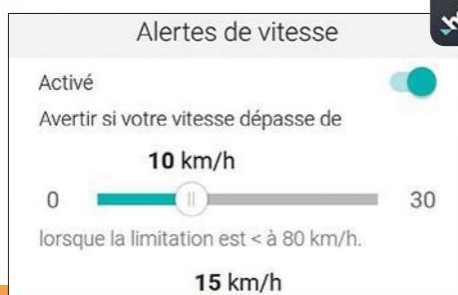 Alertes de vitesse
Activé
Avertir si votre vitesse dépasse de
10 km/h
0 30
lorsque la limitation est < à 80 km/h.
15 km/h